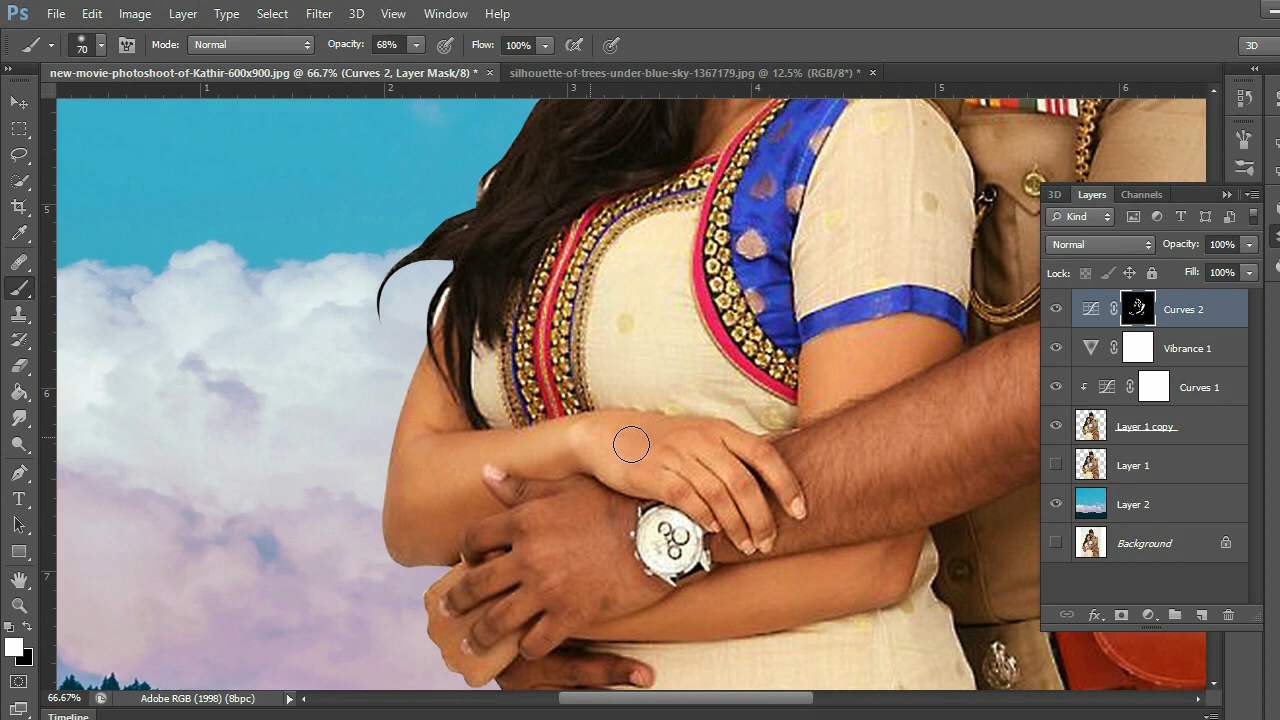 Ps File Edit Image Layer Type Select Filter 3D View Window Help
70 Mode: Normal Opacity: 68% Flow: 100% 3D
new-movie-photoshoot-of-Kathir-600x900.jpg @ 66.7% (Curves 2, Layer Mask/8) * × silhouette-of-trees-under-blue-sky-1367179.jpg @ 12.5% (RGB/8*) * ×
1 2 3 4 5 6
5
6
7
3D Layers Channels
Kind
Normal Opacity: 100%
Lock: Fill: 100%
Curves 2
Vibrance 1
Curves 1
Layer 1 copy
Layer 1
Layer 2
Background
fx
66.67% Adobe RGB (1998) (8bpc)
Timeline